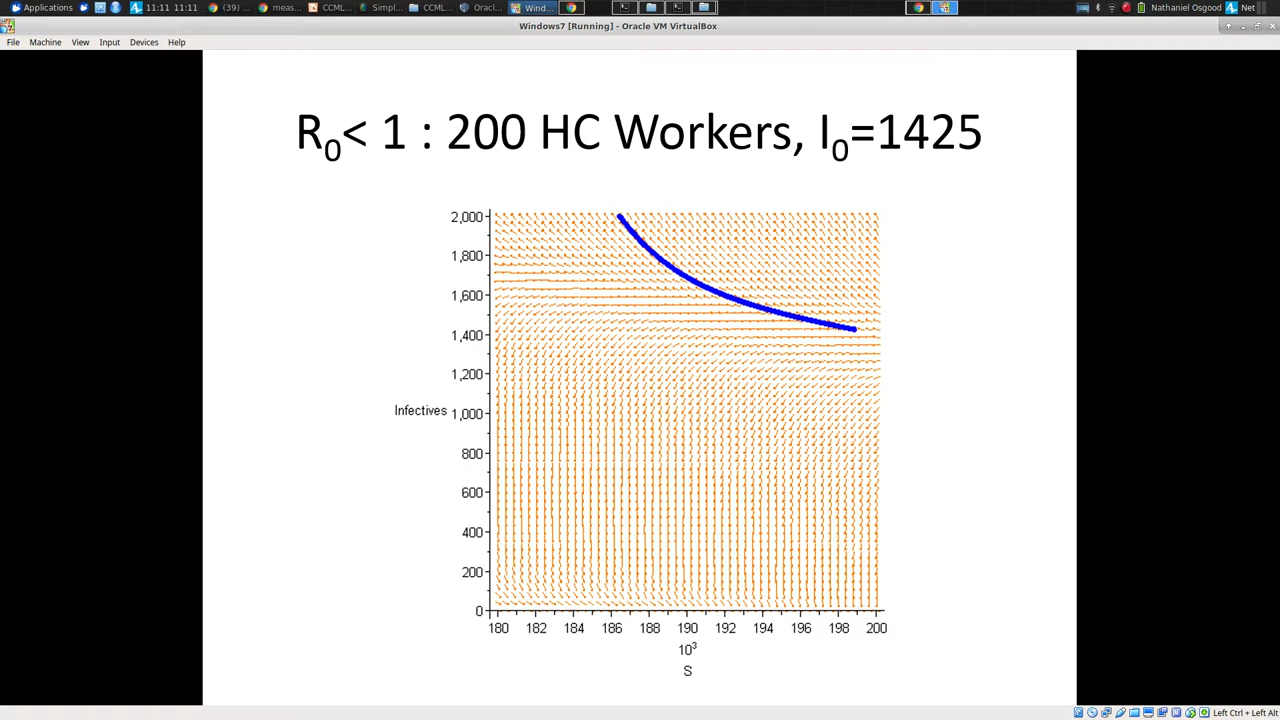 Applications
11:11 11:11
(39) ...
meas...
CCML...
Simpl...
CCML...
Oracl...
Wind...
Nathaniel Osgood
Net
Windows7 [Running] - Oracle VM VirtualBox
File Machine View Input Devices Help
R0< 1 : 200 HC Workers, I0=1425
2,000
1,800
1,600
1,400
1,200
Infectives 1,000
800
600
400
200
0
180 182 184 186 188 190 192 194 196 198 200
10³
S
Left Ctrl + Left Alt